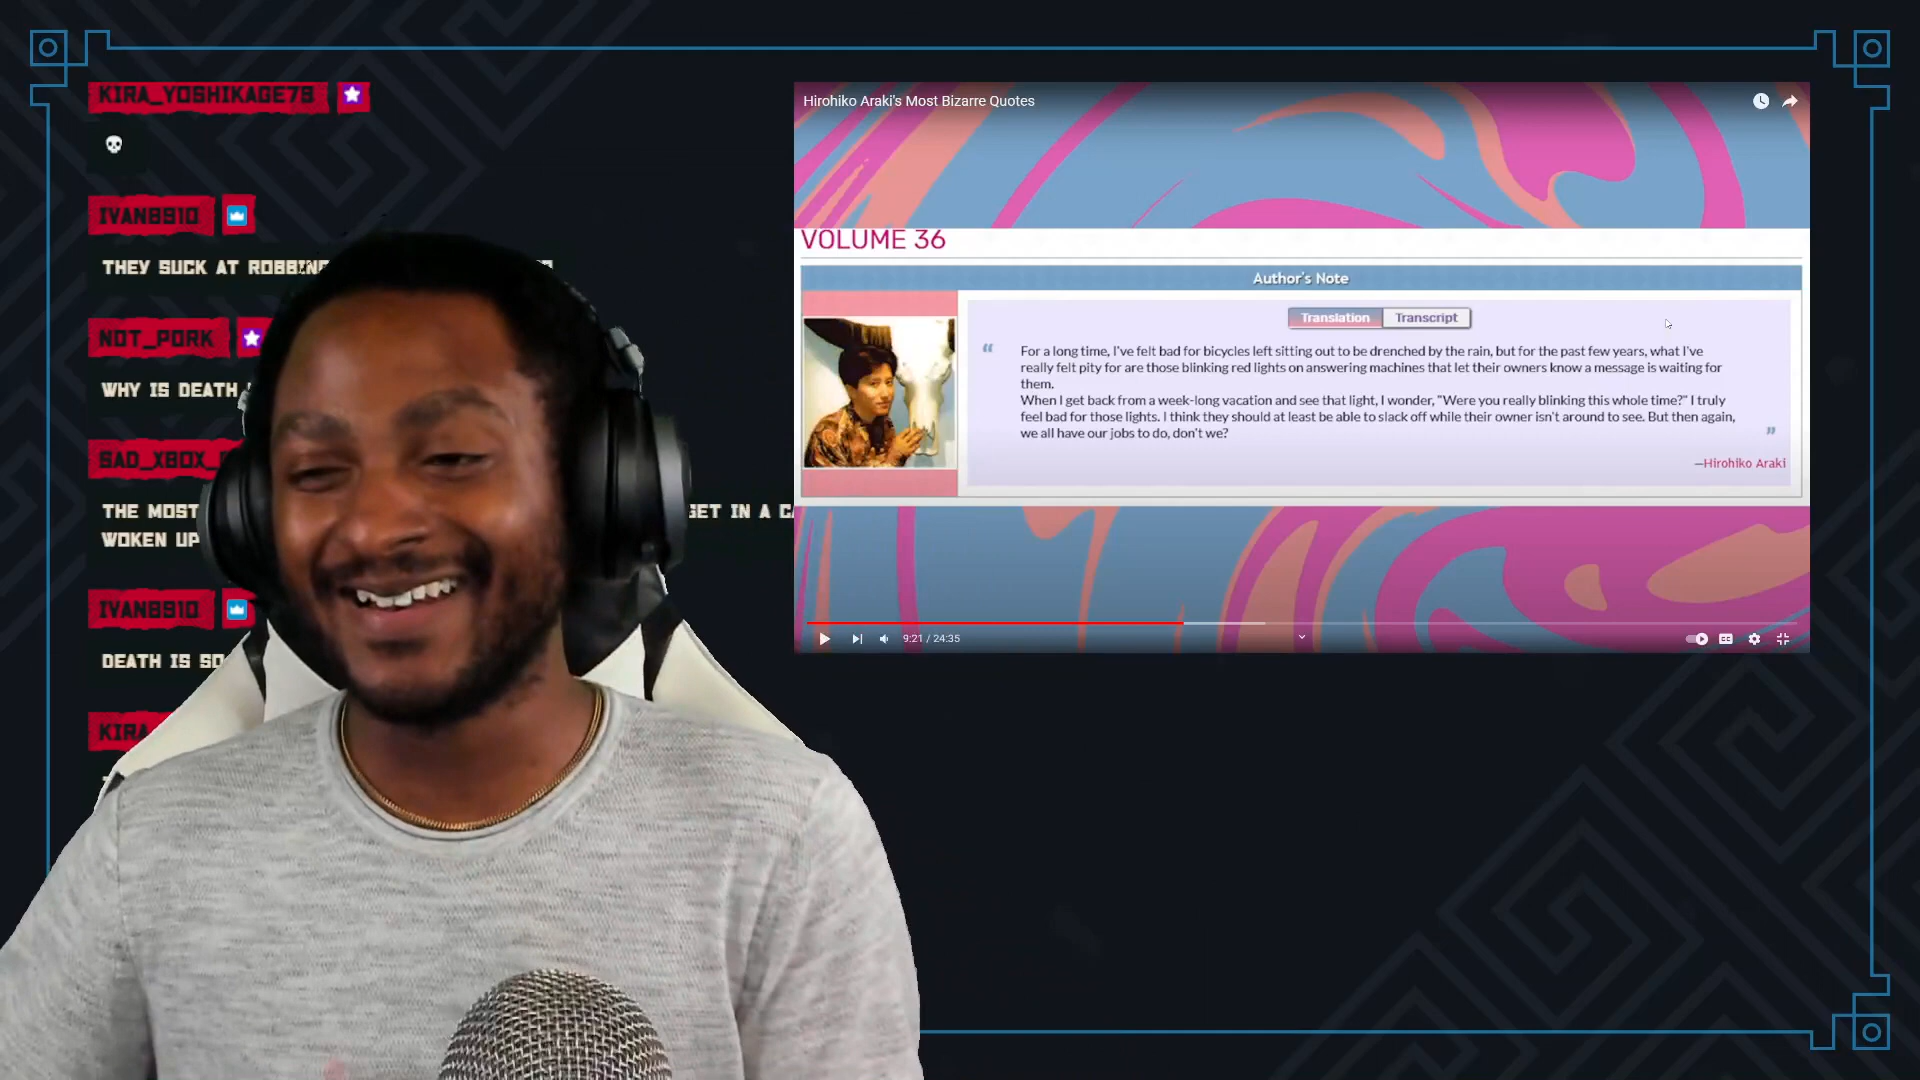 KIRA_YOSHIKAGE79
IVAN8910
THEY SUCK AT ROBBING
NOT_PORK
WHY IS DEATH
SAD_XBOX_
THE MOST
GET IN A
WOKEN UP
IVAN8910
DEATH IS SO
KIRA
Hirohiko Araki's Most Bizarre Quotes
VOLUME 36
Author's Note
Translation Transcript
“ For a long time, I've felt bad for bicycles left sitting out to be drenched by the rain, but for the past few years, what I've
really felt pity for are those blinking red lights on answering machines that let their owners know a message is waiting for
them.
When I get back from a week-long vacation and see that light, I wonder, "Were you really blinking this whole time?" I truly
feel bad for those lights. I think they should at least be able to slack off while their owner isn't around to see. But then again,
we all have our jobs to do, don't we? ”
—Hirohiko Araki
9:21 / 24:35
CC